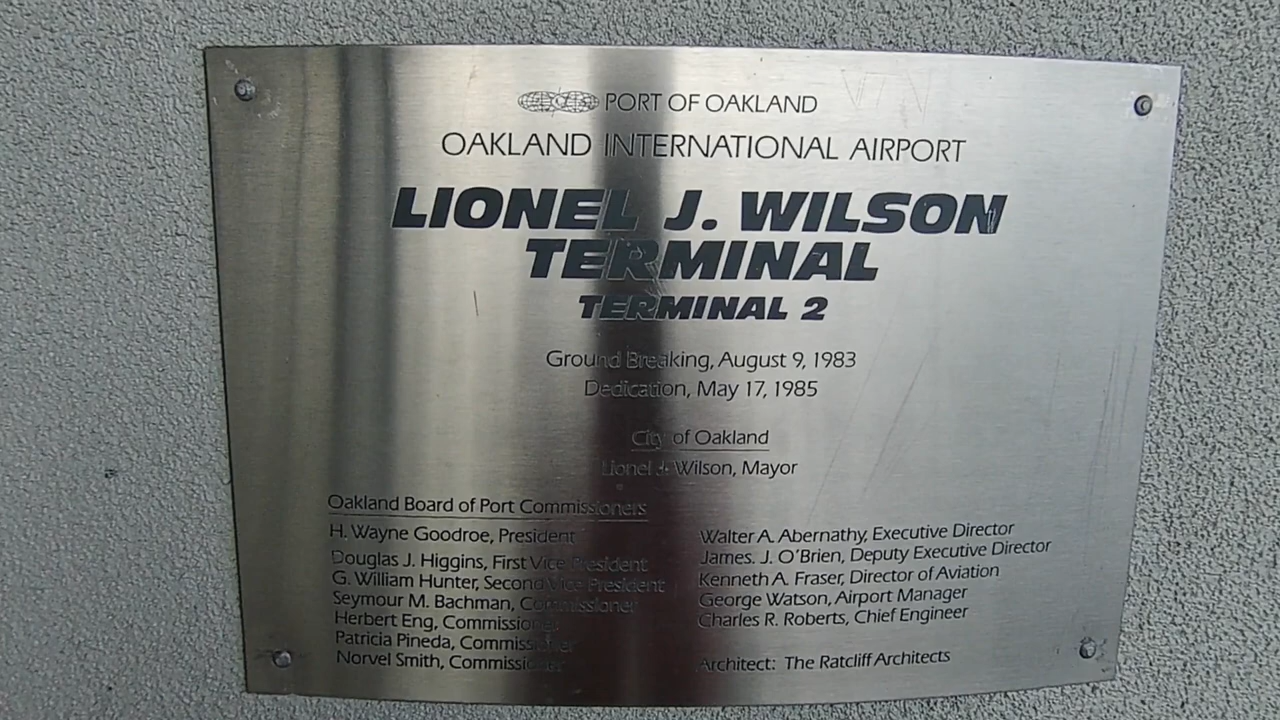 PORT OF OAKLAND
OAKLAND INTERNATIONAL AIRPORT
LIONEL J. WILSON
TERMINAL
TERMINAL 2
Ground Breaking, August 9, 1983
Dedication, May 17, 1985
City of Oakland
Lionel J. Wilson, Mayor
Oakland Board of Port Commissioners
H. Wayne Goodroe, President
Douglas J. Higgins, First Vice President
G. William Hunter, Second Vice President
Seymour M. Bachman, Commissioner
Herbert Eng, Commissioner
Patricia Pineda, Commissioner
Norvel Smith, Commissioner
Walter A. Abernathy, Executive Director
James. J. O'Brien, Deputy Executive Director
Kenneth A. Fraser, Director of Aviation
George Watson, Airport Manager
Charles R. Roberts, Chief Engineer
Architect: The Ratcliff Architects